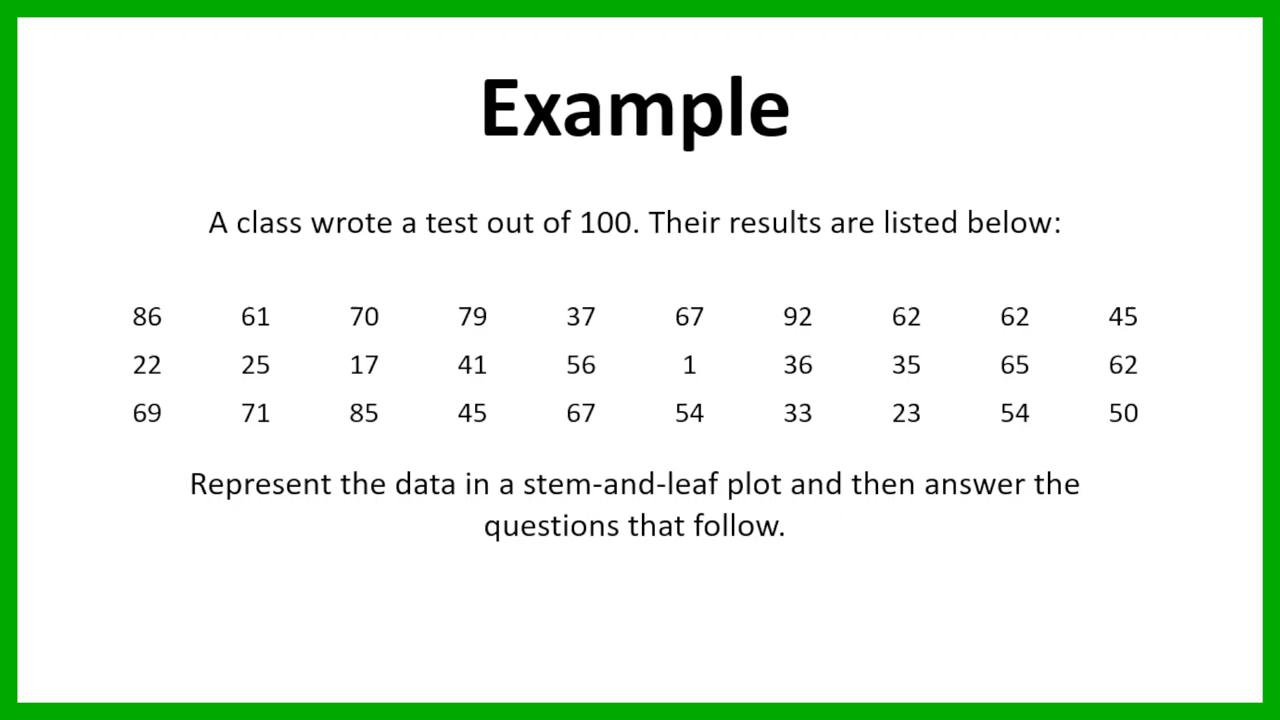 Example
A class wrote a test out of 100. Their results are listed below:
86 61 70 79 37 67 92 62 62 45
22 25 17 41 56 1 36 35 65 62
69 71 85 45 67 54 33 23 54 50
Represent the data in a stem-and-leaf plot and then answer the
questions that follow.